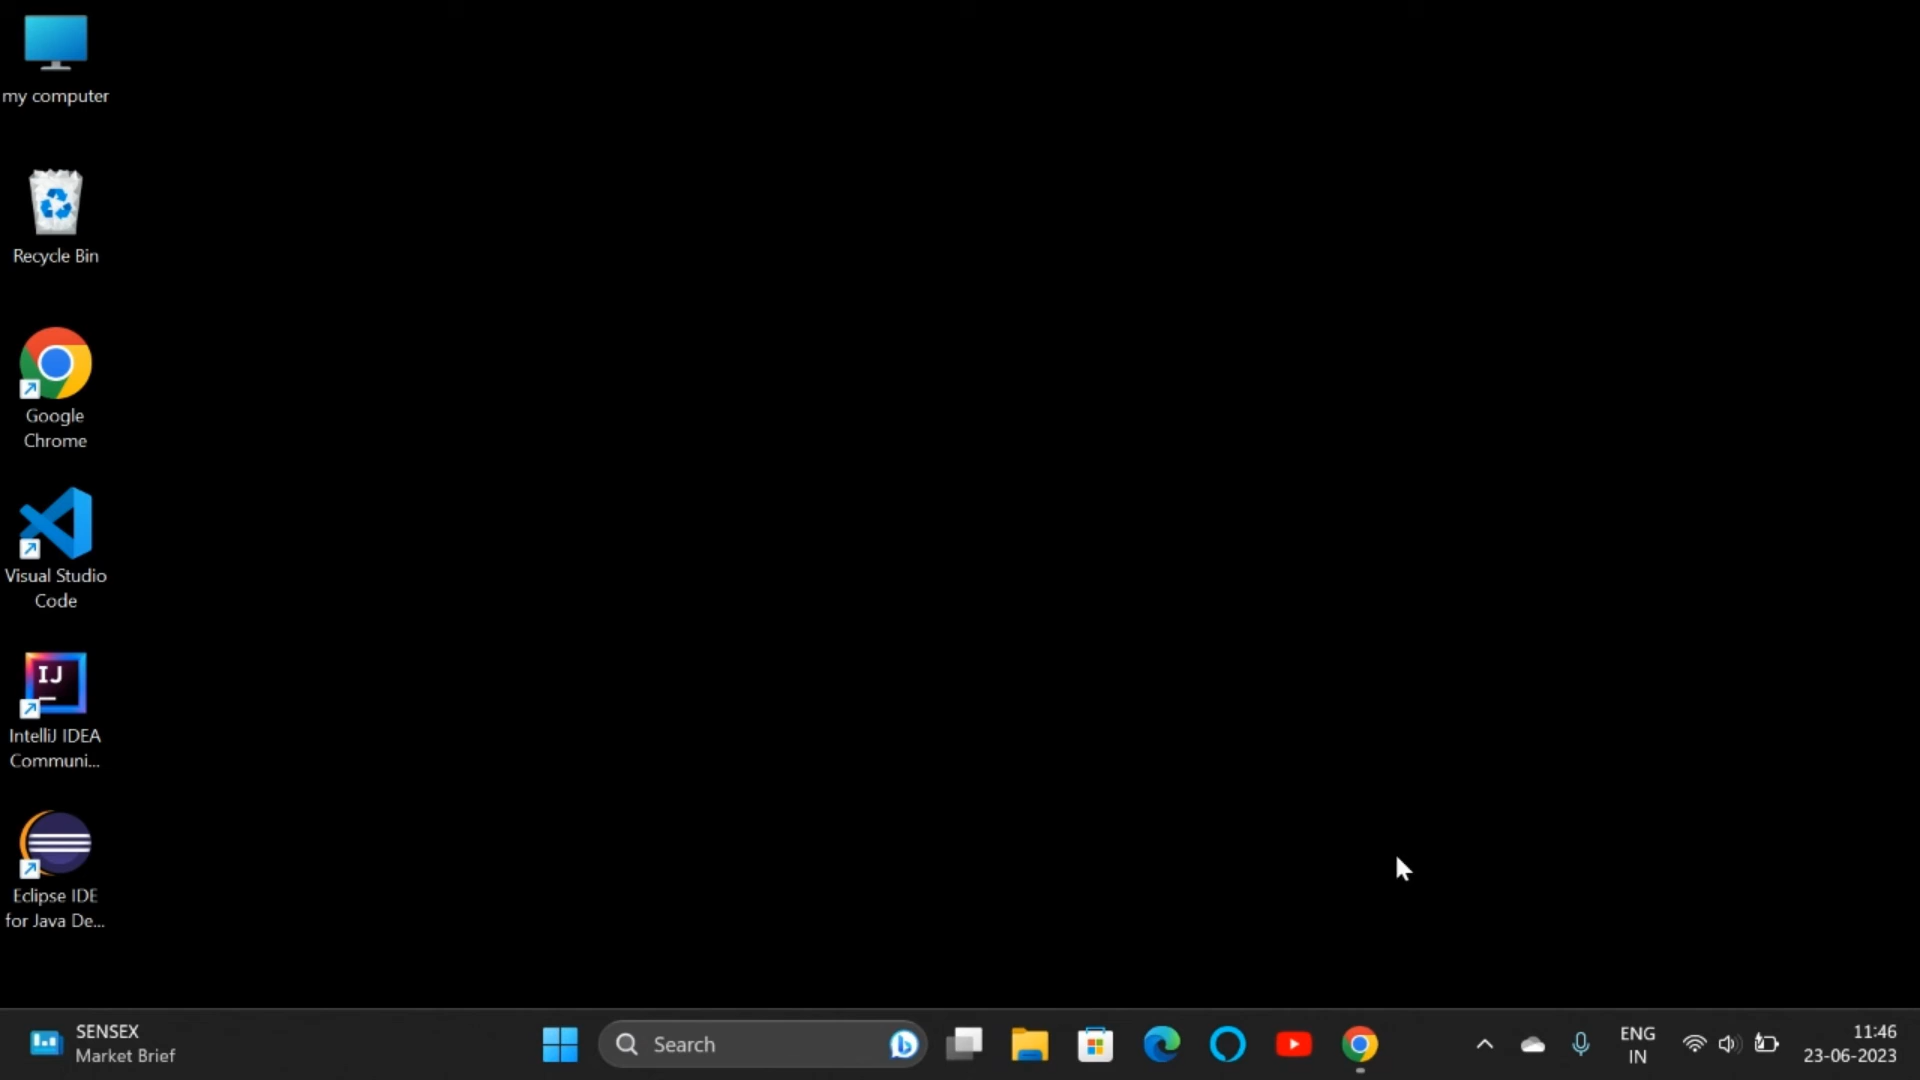 my computer
Recycle Bin
Google
Chrome
Visual Studio
Code
IJ
IntelliJ IDEA
Communi...
Eclipse IDE
for Java De...
SENSEX
Market Brief
Search
ENG
IN
11:46
23-06-2023